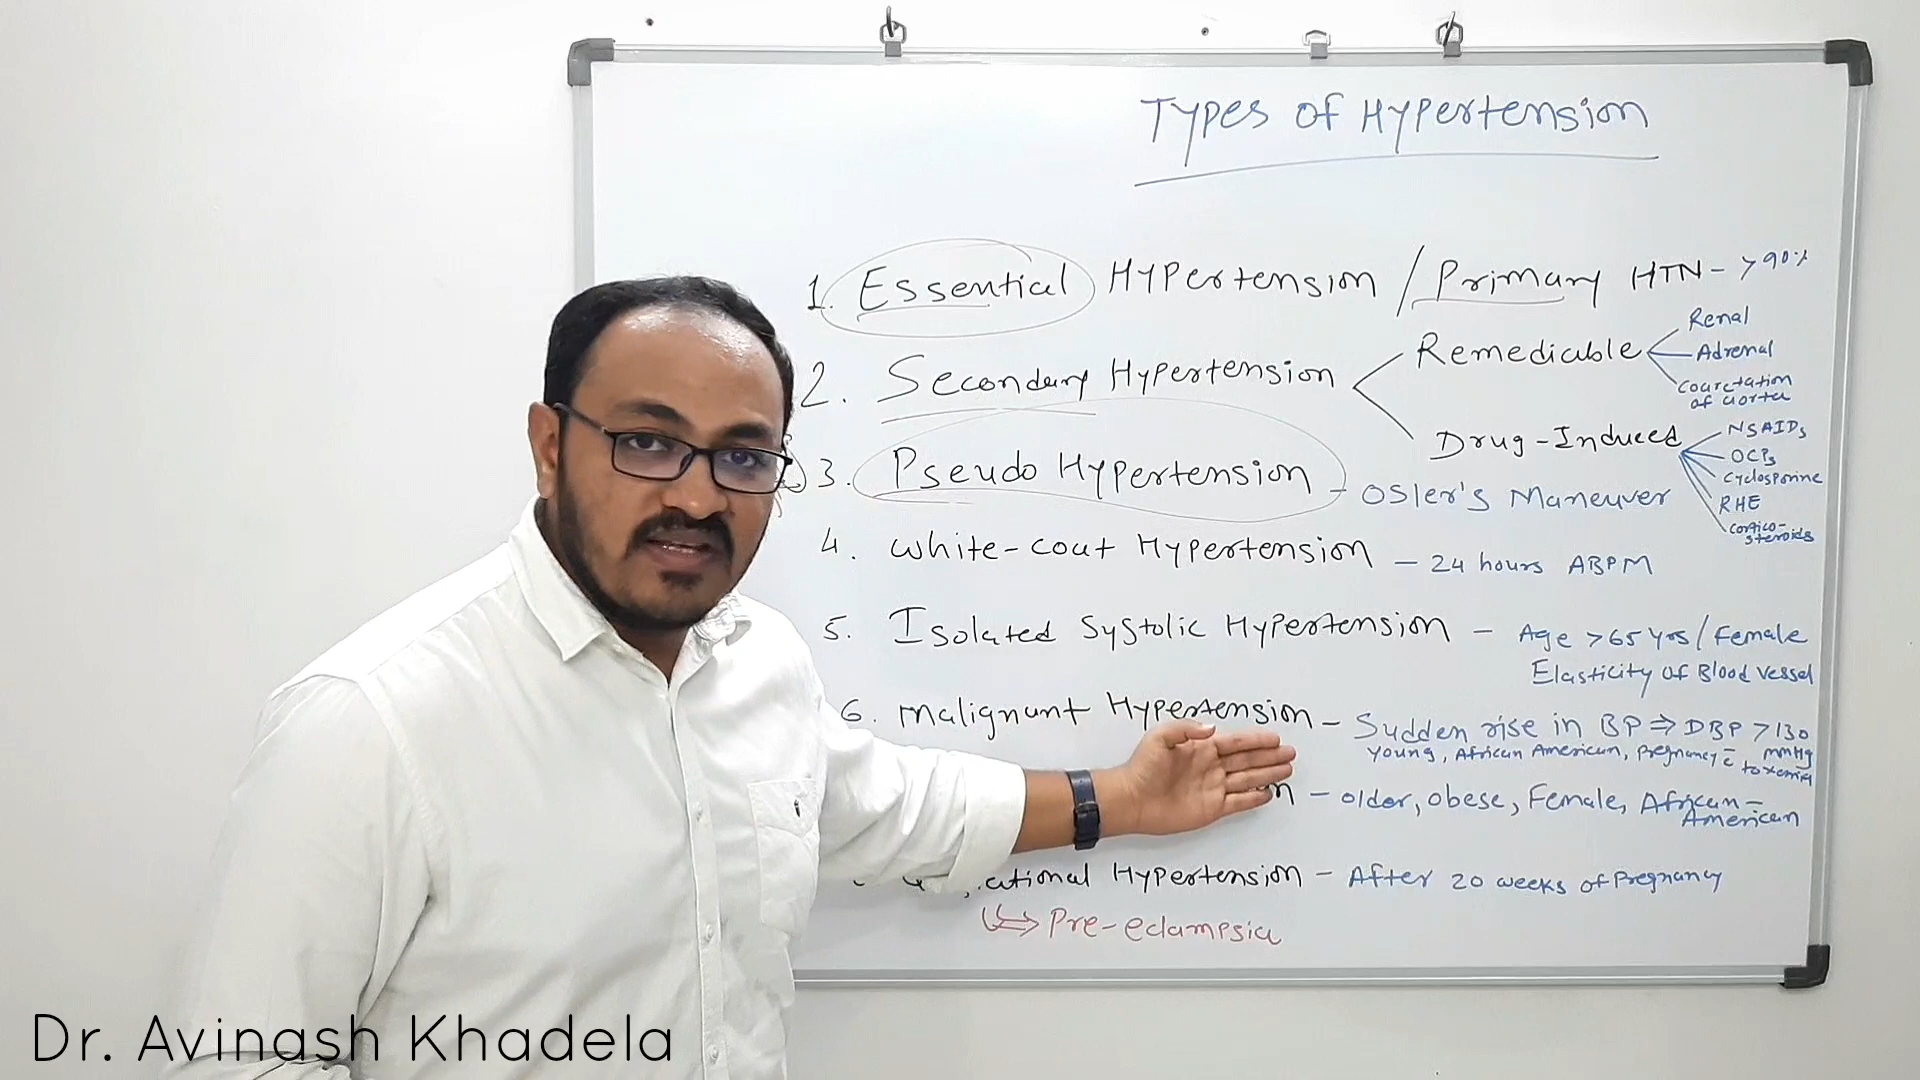 Types of Hypertension
1. Essential Hypertension / Primary HTN - >90%
2. Secondary Hypertension
Remediable
Renal
Adrenal
Courctation
of aorta
Drug-Induced
NSAIDs
OCPs
Cyclosporine
RHE
Cortico-
steroids
3. Pseudo Hypertension - Osler's Maneuver
4. White-coat Hypertension - 24 hours ABPM
5. Isolated Systolic Hypertension - Age >65 yrs / Female
Elasticity of Blood vessel
6. Malignant Hypertension - Sudden rise in BP ⇒ DBP >130
mmHg
young, African American, Pregnancy c̄
toxemia
- older, obese, Female, African-
American
ational Hypertension - After 20 weeks of Pregnancy
↪ Pre-eclampsia
Dr. Avinash Khadela